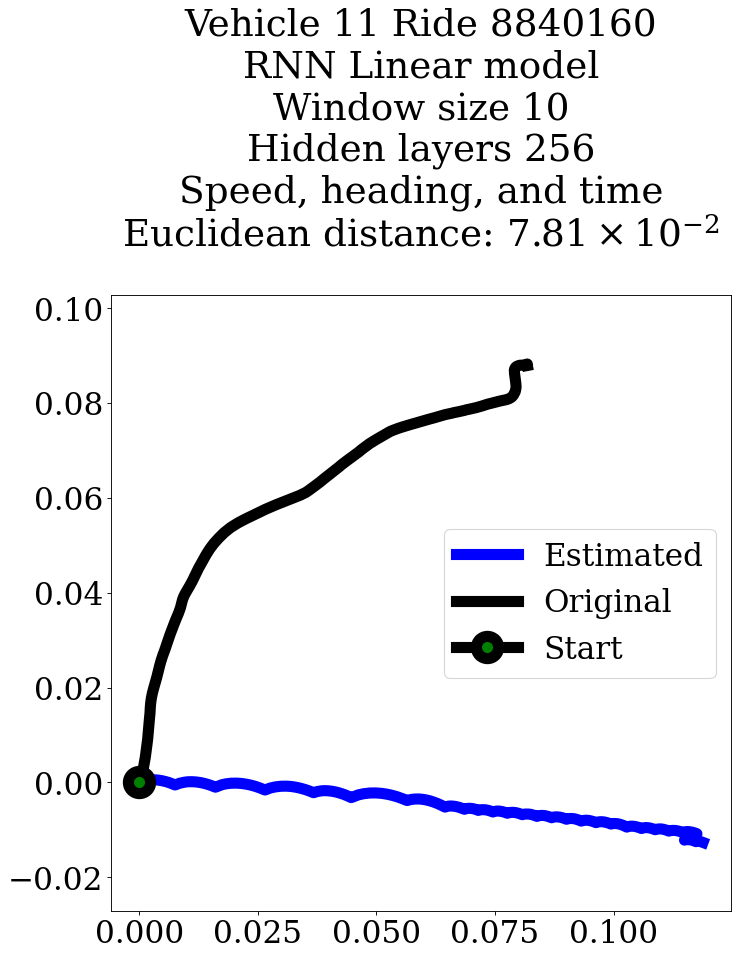 Vehicle 11 Ride 8840160
RNN Linear model
Window size 10
Hidden layers 256
Speed, heading, and time
Euclidean distance: 7.81 × 10⁻²
0.10
0.08
0.06
0.04
0.02
0.00
−0.02
Estimated
Original
Start
0.000 0.025 0.050 0.075 0.100